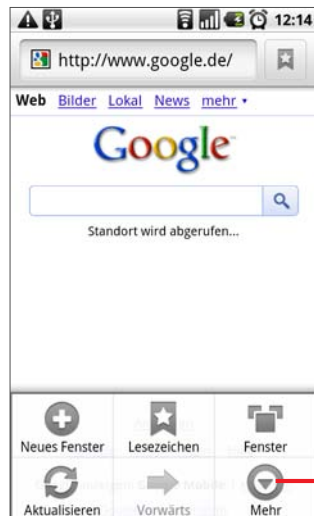 12:14
http://www.google.de/
Web Bilder Lokal News mehr
Google
Standort wird abgerufen...
Neues Fenster Lesezeichen Fenster
Aktualisieren Vorwärts Mehr